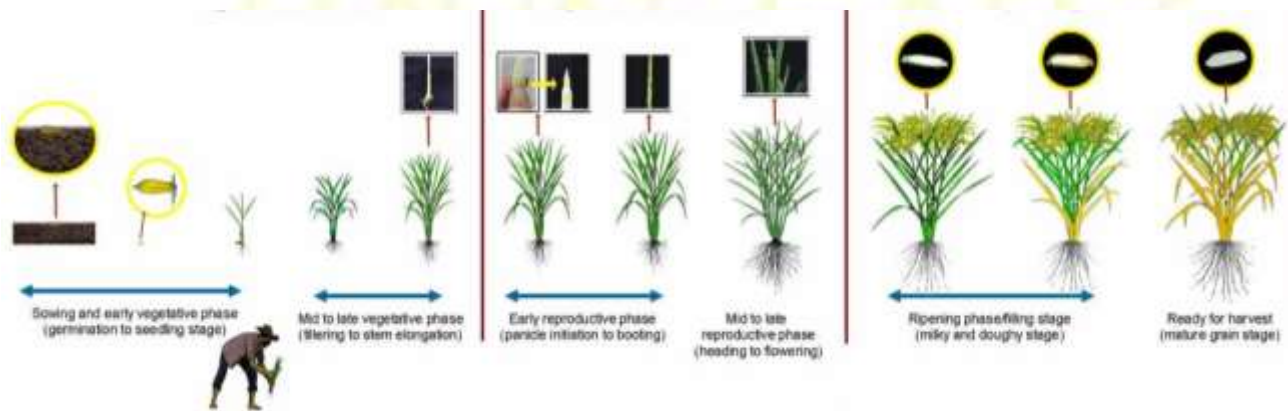 Sowing and early vegetative phase
(germination to seedling stage)
Mid to late vegetative phase
(tillering to stem elongation)
Early reproductive phase
(panicle initiation to booting)
Mid to late
reproductive phase
(heading to flowering)
Ripening phase/filling stage
(milky and doughy stage)
Ready for harvest
(mature grain stage)